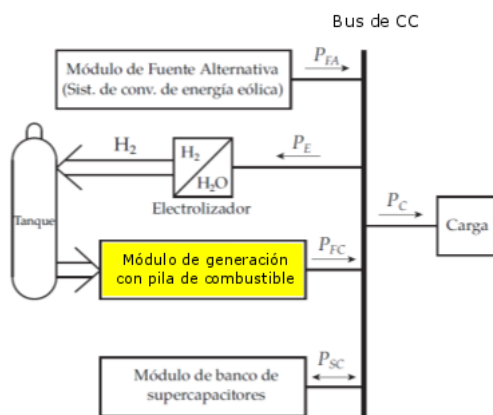 Bus de CC
Módulo de Fuente Alternativa
(Sist. de conv. de energía eólica)
P_FA
H₂
H₂
H₂O
P_E
Electrolizador
Tanque
P_C
Carga
Módulo de generación
con pila de combustible
P_FC
Módulo de banco de
supercapacitores
P_SC